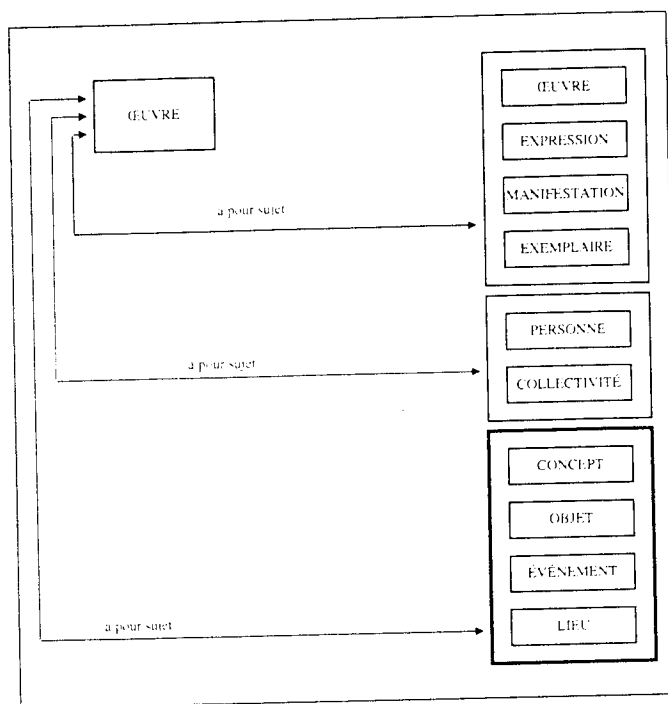 ŒUVRE
ŒUVRE
EXPRESSION
MANIFESTATION
EXEMPLAIRE
a pour sujet
PERSONNE
COLLECTIVITÉ
a pour sujet
CONCEPT
OBJET
ÉVÉNEMENT
LIEU
a pour sujet